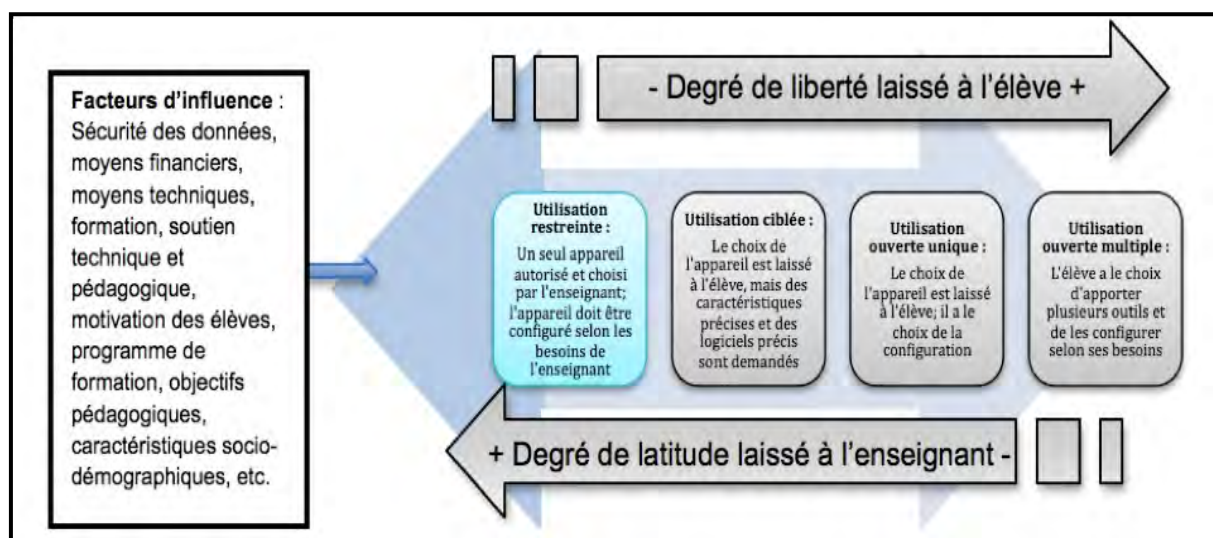 - Degré de liberté laissé à l'élève +
Facteurs d'influence :
Sécurité des données,
moyens financiers,
moyens techniques,
formation, soutien
technique et
pédagogique,
motivation des élèves,
programme de
formation, objectifs
pédagogiques,
caractéristiques socio-
démographiques, etc.
Utilisation
restreinte :
Un seul appareil
autorisé et choisi
par l'enseignant;
l'appareil doit être
configuré selon les
besoins de
l'enseignant
Utilisation ciblée :
Le choix de
l'appareil est laissé
à l'élève, mais des
caractéristiques
précises et des
logiciels précis
sont demandés
Utilisation
ouverte unique :
Le choix de
l'appareil est laissé
à l'élève; il a le
choix de la
configuration
Utilisation
ouverte multiple :
L'élève a le choix
d'apporter
plusieurs outils et
de les configurer
selon ses besoins
+ Degré de latitude laissé à l'enseignant -